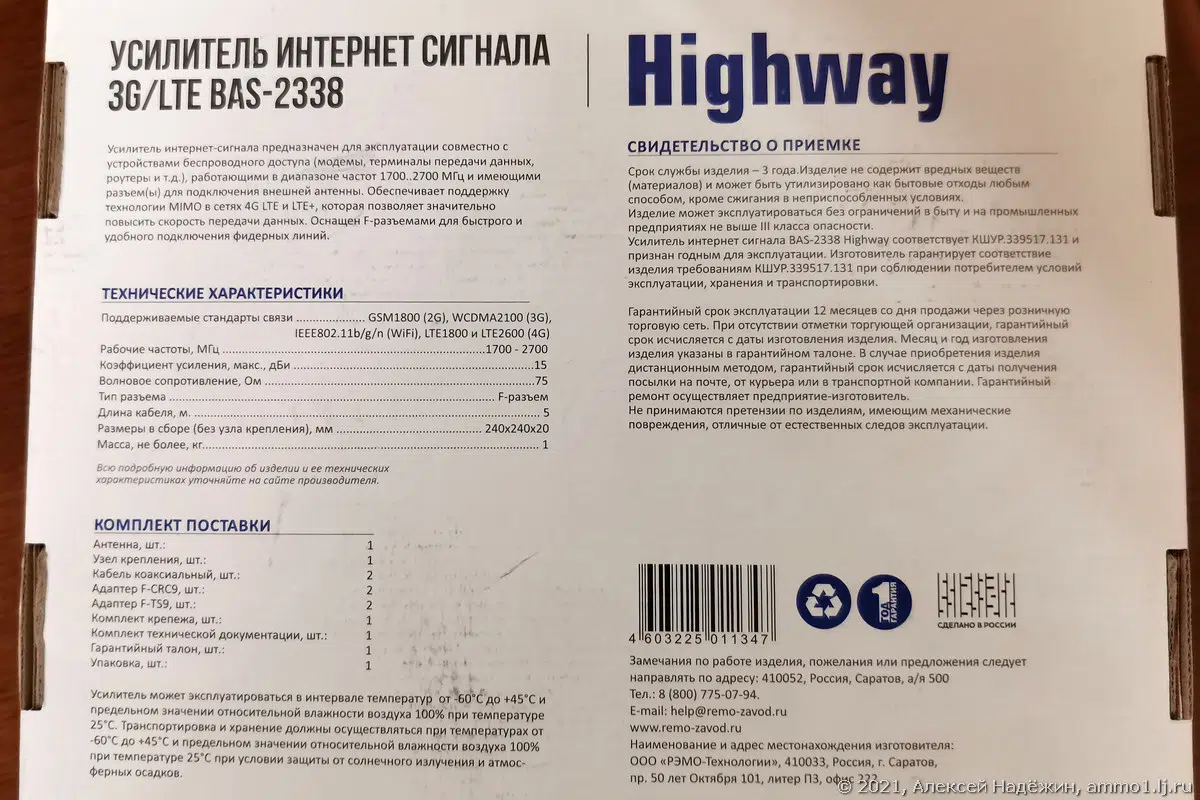 УСИЛИТЕЛЬ ИНТЕРНЕТ СИГНАЛА
3G/LTE BAS-2338
Усилитель интернет-сигнала предназначен для эксплуатации совместно с
устройствами беспроводного доступа (модемы, терминалы передачи данных,
роутеры и т.д.), работающими в диапазоне частот 1700..2700 МГц и имеющими
разъем(ы) для подключения внешней антенны. Обеспечивает поддержку
технологии MIMO в сетях 4G LTE и LTE+, которая позволяет значительно
повысить скорость передачи данных. Оснащен F-разъемами для быстрого и
удобного подключения фидерных линий.
ТЕХНИЧЕСКИЕ ХАРАКТЕРИСТИКИ
Поддерживаемые стандарты связи .................... GSM1800 (2G), WCDMA2100 (3G),
IEEE802.11b/g/n (WiFi), LTE1800 и LTE2600 (4G)
Рабочие частоты, МГц ..........................................................................1700 - 2700
Коэффициент усиления, макс., дБи .....................................................................15
Волновое сопротивление, Ом ..............................................................................75
Тип разъема ............................................................................................. F-разъем
Длина кабеля, м. .................................................................................................. 5
Размеры в сборе (без узла крепления), мм ......................................... 240x240x20
Масса, не более, кг................................................................................................ 1
Всю подробную информацию об изделии и ее технических
характеристиках уточняйте на сайте производителя.
КОМПЛЕКТ ПОСТАВКИ
Антенна, шт.: 1
Узел крепления, шт.: 1
Кабель коаксиальный, шт.: 2
Адаптер F-CRC9, шт.: 2
Адаптер F-TS9, шт.: 2
Комплект крепежа, шт.: 1
Комплект технической документации, шт.: 1
Гарантийный талон, шт.: 1
Упаковка, шт.: 1
Усилитель может эксплуатироваться в интервале температур от -60°С до +45°С и
предельном значении относительной влажности воздуха 100% при температуре
25°С. Транспортировка и хранение должны осуществляться при температурах от
-60°С до +45°С и предельном значении относительной влажности воздуха 100%
при температуре 25°С при условии защиты от солнечного излучения и атмос-
ферных осадков.
Highway
СВИДЕТЕЛЬСТВО О ПРИЕМКЕ
Срок службы изделия – 3 года.Изделие не содержит вредных веществ
(материалов) и может быть утилизировано как бытовые отходы любым
способом, кроме сжигания в неприспособленных условиях.
Изделие может эксплуатироваться без ограничений в быту и на промышленных
предприятиях не выше III класса опасности.
Усилитель интернет сигнала BAS-2338 Highway соответствует КШУР.339517.131 и
признан годным для эксплуатации. Изготовитель гарантирует соответствие
изделия требованиям КШУР.339517.131 при соблюдении потребителем условий
эксплуатации, хранения и транспортировки.
Гарантийный срок эксплуатации 12 месяцев со дня продажи через розничную
торговую сеть. При отсутствии отметки торгующей организации, гарантийный
срок исчисляется с даты изготовления изделия. Месяц и год изготовления
изделия указаны в гарантийном талоне. В случае приобретения изделия
дистанционным методом, гарантийный срок исчисляется с даты получения
посылки на почте, от курьера или в транспортной компании. Гарантийный
ремонт осуществляет предприятие-изготовитель.
Не принимаются претензии по изделиям, имеющим механические
повреждения, отличные от естественных следов эксплуатации.
4 603225 011347
1 ГОД ГАРАНТИЯ
СДЕЛАНО В РОССИИ
Замечания по работе изделия, пожелания или предложения следует
направлять по адресу: 410052, Россия, Саратов, а/я 500
Тел.: 8 (800) 775-07-94.
E-mail: help@remo-zavod.ru
www.remo-zavod.ru
Наименование и адрес местонахождения изготовителя:
ООО «РЭМО-Технологии», 410033, Россия, г. Саратов,
пр. 50 лет Октября 101, литер П3, офис 222
© 2021, Алексей Надёжин, ammo1.lj.ru